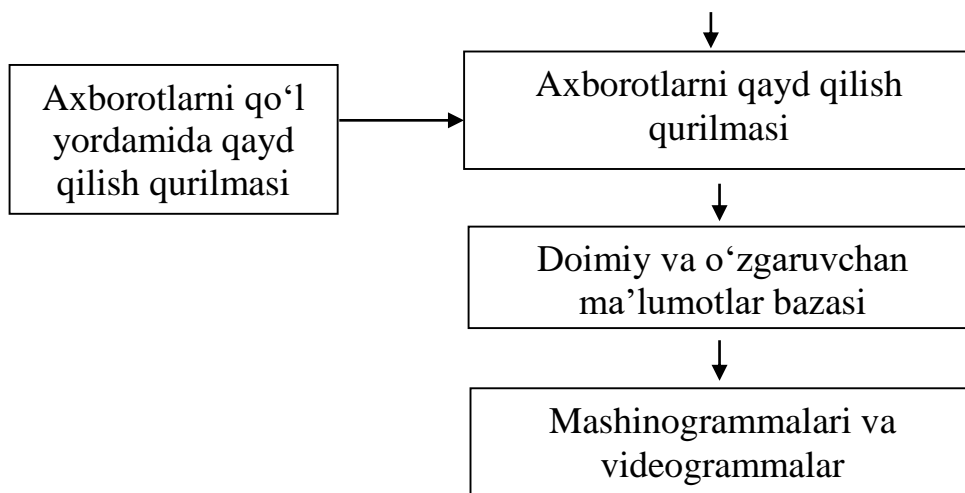 Axborotlarni qo‘l
yordamida qayd
qilish qurilmasi
Axborotlarni qayd qilish
qurilmasi
Doimiy va o‘zgaruvchan
ma’lumotlar bazasi
Mashinogrammalari va
videogrammalar